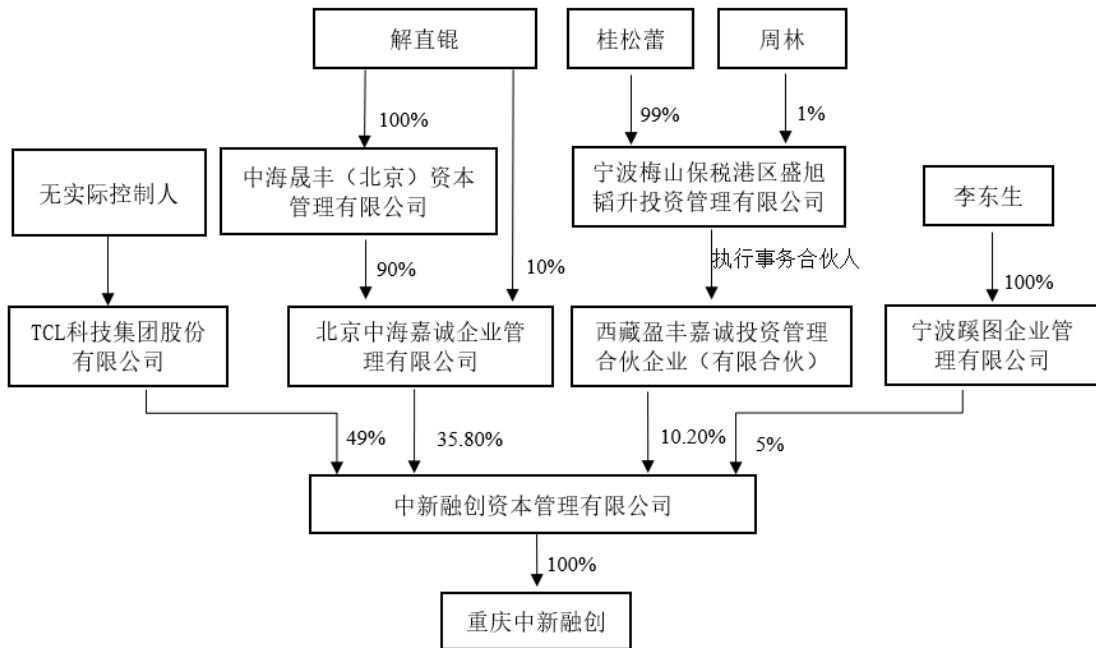 解直锟
桂松蕾
周林
100%
99%
1%
无实际控制人
中海晟丰（北京）资本
管理有限公司
宁波梅山保税港区盛旭
韬升投资管理有限公司
李东生
90%
10%
执行事务合伙人
100%
TCL科技集团股份
有限公司
北京中海嘉诚企业管
理有限公司
西藏盈丰嘉诚投资管理
合伙企业（有限合伙）
宁波蹊图企业管
理有限公司
49%
35.80%
10.20%
5%
中新融创资本管理有限公司
100%
重庆中新融创